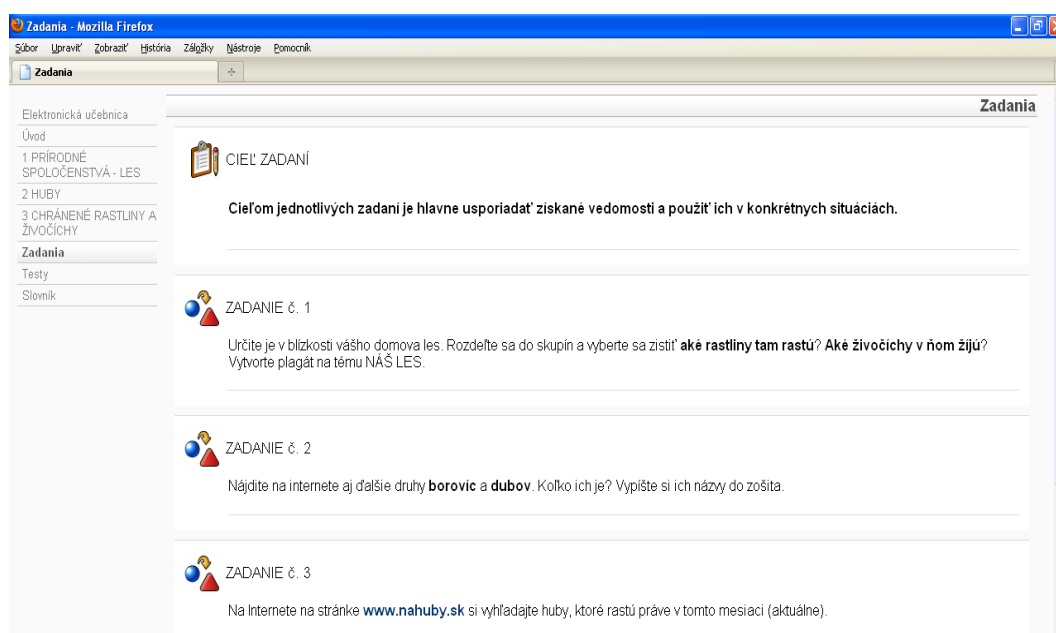 Zadania - Mozilla Firefox
Súbor Upraviť Zobraziť História Záložky Nástroje Pomocník
Zadania
Zadania
Elektronická učebnica
Úvod
1 PRÍRODNÉ
SPOLOČENSTVÁ - LES
2 HUBY
3 CHRÁNENÉ RASTLINY A
ŽIVOČÍCHY
Zadania
Testy
Slovník
CIEĽ ZADANÍ
Cieľom jednotlivých zadaní je hlavne usporiadať získané vedomosti a použiť ich v konkrétnych situáciách.
ZADANIE č. 1
Určite je v blízkosti vášho domova les. Rozdeľte sa do skupín a vyberte sa zistiť aké rastliny tam rastú? Aké živočíchy v ňom žijú?
Vytvorte plagát na tému NÁŠ LES.
ZADANIE č. 2
Nájdite na internete aj ďalšie druhy borovíc a dubov. Koľko ich je? Vypíšte si ich názvy do zošita.
ZADANIE č. 3
Na Internete na stránke www.nahuby.sk si vyhľadajte huby, ktoré rastú práve v tomto mesiaci (aktuálne).